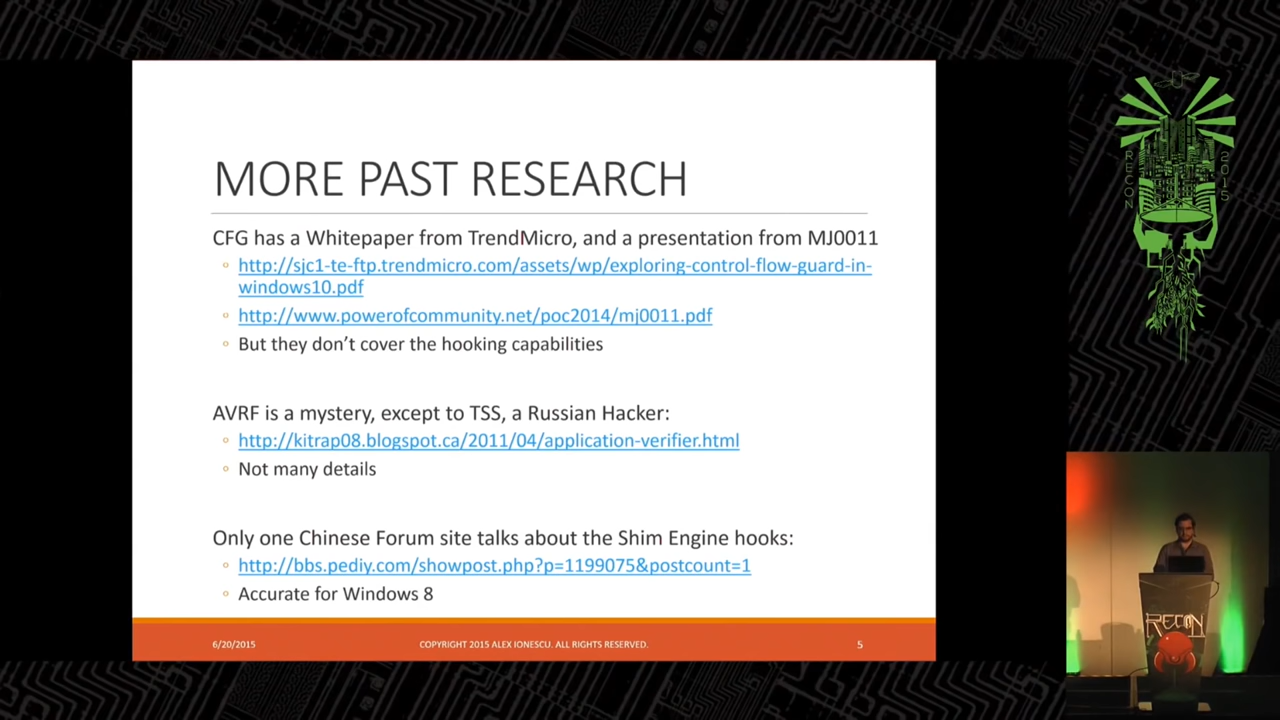 MORE PAST RESEARCH
CFG has a Whitepaper from TrendMicro, and a presentation from MJ0011
http://sjc1-te-ftp.trendmicro.com/assets/wp/exploring-control-flow-guard-in-
windows10.pdf
http://www.powerofcommunity.net/poc2014/mj0011.pdf
But they don’t cover the hooking capabilities
AVRF is a mystery, except to TSS, a Russian Hacker:
http://kitrap08.blogspot.ca/2011/04/application-verifier.html
Not many details
Only one Chinese Forum site talks about the Shim Engine hooks:
http://bbs.pediy.com/showpost.php?p=1199075&postcount=1
Accurate for Windows 8
6/20/2015
COPYRIGHT 2015 ALEX IONESCU. ALL RIGHTS RESERVED.
5
RECON
2015
RECON